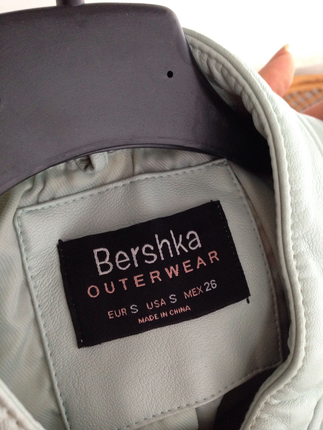 Bershka
OUTERWEAR
EUR S USA S MEX 26
MADE IN CHINA